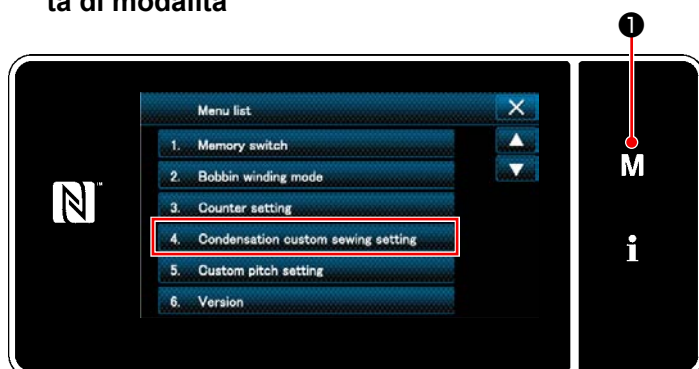 ta di modalità
❶
Menu list
1. Memory switch
2. Bobbin winding mode
3. Counter setting
4. Condensation custom sewing setting
5. Custom pitch setting
6. Version
M
i
N